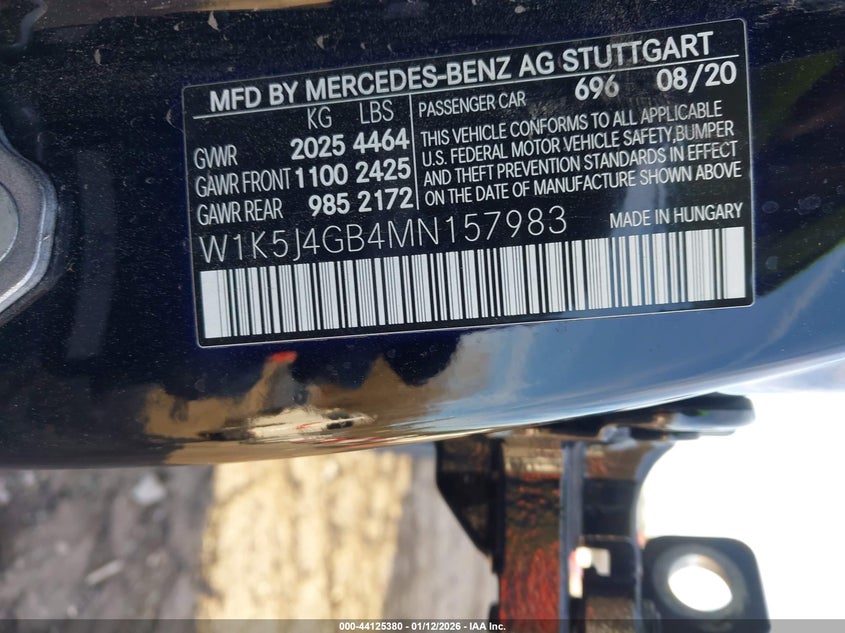 MFD BY MERCEDES-BENZ AG STUTTGART
KG LBS
GVWR 2025 4464
GAWR FRONT 1100 2425
GAWR REAR 985 2172
PASSENGER CAR 696 08/20
THIS VEHICLE CONFORMS TO ALL APPLICABLE
U.S. FEDERAL MOTOR VEHICLE SAFETY,BUMPER
AND THEFT PREVENTION STANDARDS IN EFFECT
ON THE DATE OF MANUFACTURE SHOWN ABOVE
W1K5J4GB4MN157983
MADE IN HUNGARY
000-44125380 - 01/12/2026 - IAA Inc.